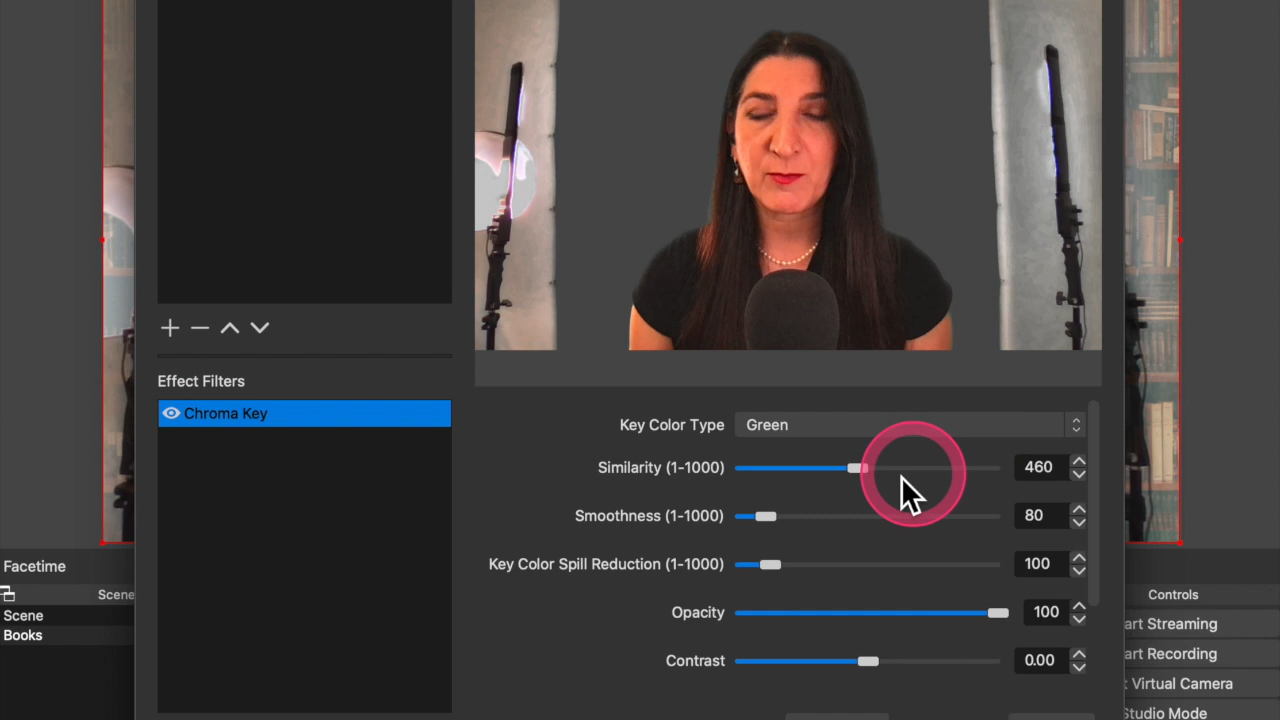 Effect Filters
Chroma Key
Key Color Type
Green
Similarity (1-1000)
460
Smoothness (1-1000)
80
Key Color Spill Reduction (1-1000)
100
Opacity
100
Contrast
0.00
Facetime
Scene
Scene
Books
Controls
art Streaming
art Recording
t Virtual Camera
Studio Mode